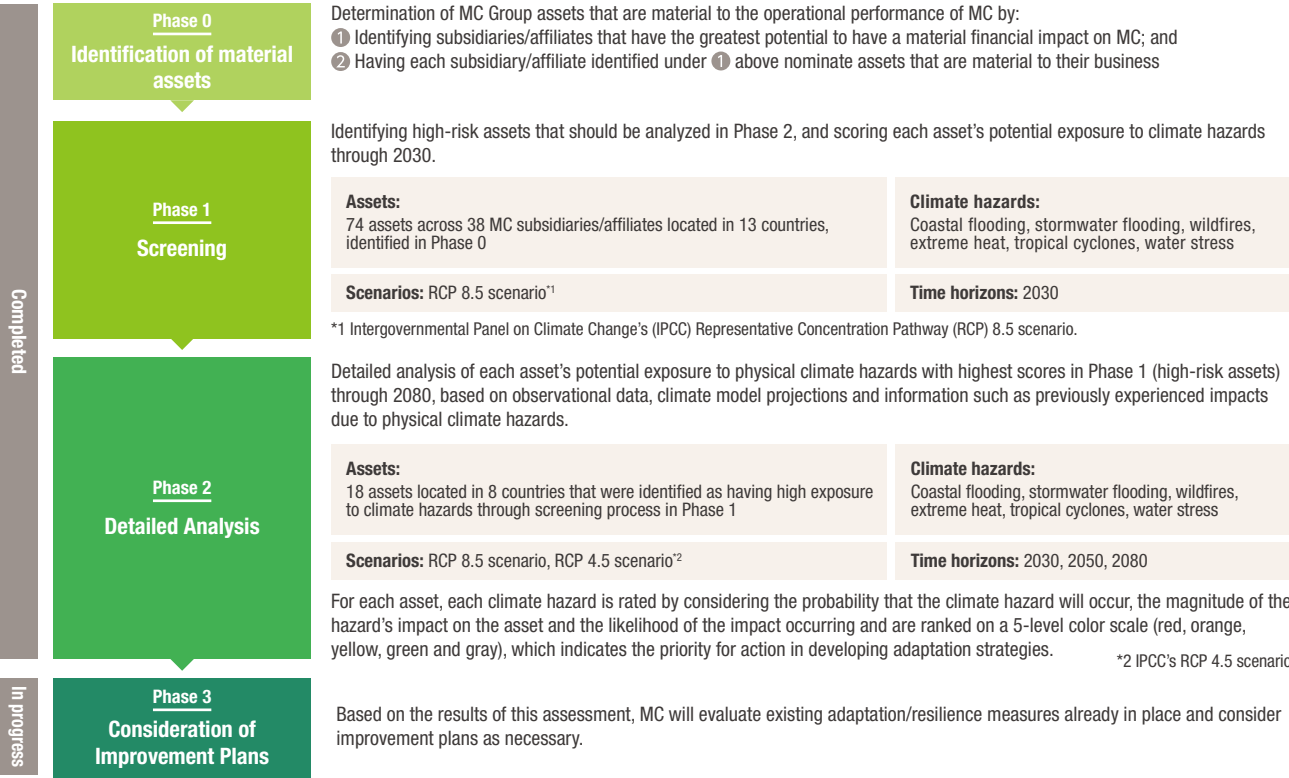 Completed
Phase 0
Identification of material
assets
Determination of MC Group assets that are material to the operational performance of MC by:
❶ Identifying subsidiaries/affiliates that have the greatest potential to have a material financial impact on MC; and
❷ Having each subsidiary/affiliate identified under ❶ above nominate assets that are material to their business
Phase 1
Screening
Identifying high-risk assets that should be analyzed in Phase 2, and scoring each asset's potential exposure to climate hazards
through 2030.
Assets:
74 assets across 38 MC subsidiaries/affiliates located in 13 countries,
identified in Phase 0
Climate hazards:
Coastal flooding, stormwater flooding, wildfires,
extreme heat, tropical cyclones, water stress
Scenarios: RCP 8.5 scenario*1
Time horizons: 2030
*1 Intergovernmental Panel on Climate Change's (IPCC) Representative Concentration Pathway (RCP) 8.5 scenario.
Phase 2
Detailed Analysis
Detailed analysis of each asset's potential exposure to physical climate hazards with highest scores in Phase 1 (high-risk assets)
through 2080, based on observational data, climate model projections and information such as previously experienced impacts
due to physical climate hazards.
Assets:
18 assets located in 8 countries that were identified as having high exposure
to climate hazards through screening process in Phase 1
Climate hazards:
Coastal flooding, stormwater flooding, wildfires,
extreme heat, tropical cyclones, water stress
Scenarios: RCP 8.5 scenario, RCP 4.5 scenario*2
Time horizons: 2030, 2050, 2080
For each asset, each climate hazard is rated by considering the probability that the climate hazard will occur, the magnitude of the
hazard's impact on the asset and the likelihood of the impact occurring and are ranked on a 5-level color scale (red, orange,
yellow, green and gray), which indicates the priority for action in developing adaptation strategies.
*2 IPCC's RCP 4.5 scenario
In progress
Phase 3
Consideration of
Improvement Plans
Based on the results of this assessment, MC will evaluate existing adaptation/resilience measures already in place and consider
improvement plans as necessary.